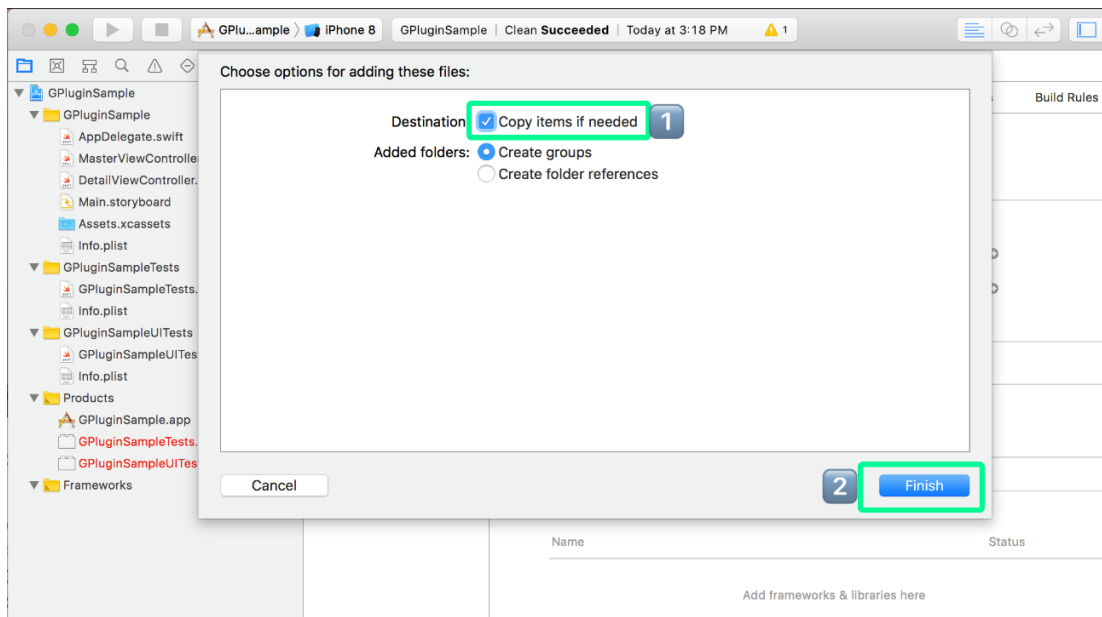 GPlu...ample
iPhone 8
GPluginSample | Clean Succeeded | Today at 3:18 PM
1
Choose options for adding these files:
GPluginSample
Build Rules
GPluginSample
Destination
Copy items if needed
1
AppDelegate.swift
MasterViewControlle
Added folders:
Create groups
DetailViewController.
Create folder references
Main.storyboard
Assets.xcassets
Info.plist
GPluginSampleTests
GPluginSampleTests.
Info.plist
GPluginSampleUITests
GPluginSampleUITes
Info.plist
Products
GPluginSample.app
GPluginSampleTests.
GPluginSampleUITes
Frameworks
Cancel
2
Finish
Name
Status
Add frameworks & libraries here